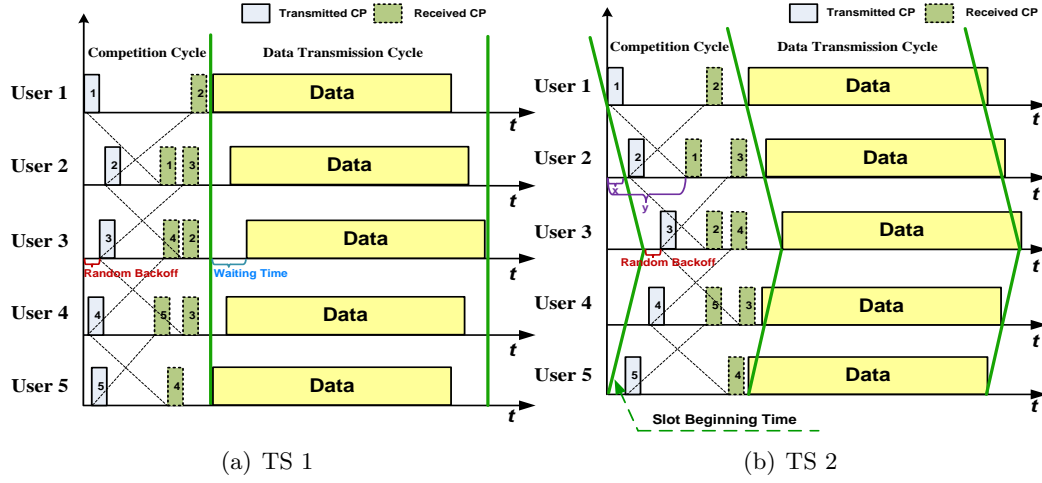 Transmitted CP Received CP
Competition Cycle Data Transmission Cycle
User 1 1 2 Data t
User 2 2 1 3 Data t
User 3 3 4 2 Data t
Random Backoff Waiting Time
User 4 4 5 3 Data t
User 5 5 4 Data t
(a) TS 1
Transmitted CP Received CP
Competition Cycle Data Transmission Cycle
User 1 1 2 Data t
User 2 2 1 3 Data t
x
y
User 3 3 2 4 Data t
Random Backoff
User 4 4 5 3 Data t
User 5 5 4 Data t
Slot Beginning Time
(b) TS 2